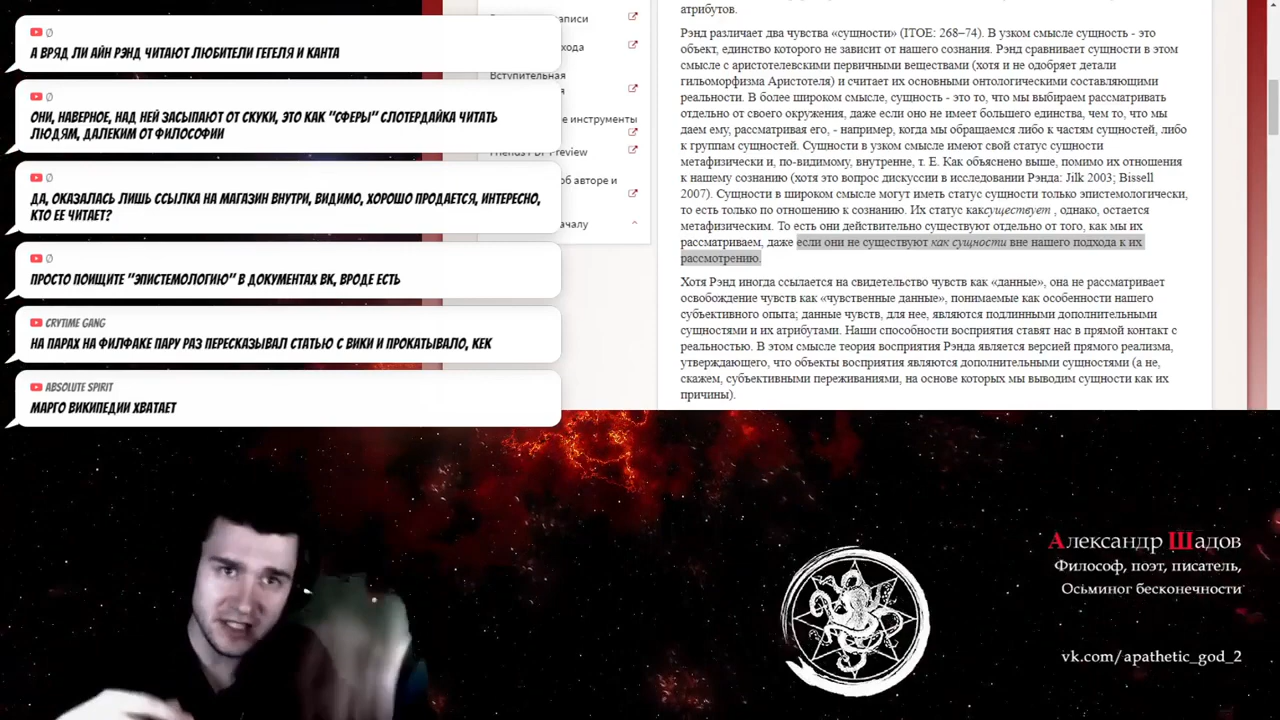 Ø
А ВРЯД ЛИ АЙН РЭНД ЧИТАЮТ ЛЮБИТЕЛИ ГЕГЕЛЯ И КАНТА
Ø
ОНИ, НАВЕРНОЕ, НАД НЕЙ ЗАСЫПАЮТ ОТ СКУКИ, ЭТО КАК "СФЕРЫ" СЛОТЕРДАЙКА ЧИТАТЬ
ЛЮДЯМ, ДАЛЕКИМ ОТ ФИЛОСОФИИ
Ø
ДА, ОКАЗАЛАСЬ ЛИШЬ ССЫЛКА НА МАГАЗИН ВНУТРИ, ВИДИМО, ХОРОШО ПРОДАЕТСЯ, ИНТЕРЕСНО,
КТО ЕЕ ЧИТАЕТ?
Ø
ПРОСТО ПОИЩИТЕ "ЭПИСТЕМОЛОГИЮ" В ДОКУМЕНТАХ ВК, ВРОДЕ ЕСТЬ
CRYTIME GANG
НА ПАРАХ НА ФИЛФАКЕ ПАРУ РАЗ ПЕРЕСКАЗЫВАЛ СТАТЬЮ С ВИКИ И ПРОКАТЫВАЛО, КЕК
ABSOLUTE SPIRIT
МАРГО ВИКИПЕДИИ ХВАТАЕТ
Вступительная
е инструменты
Friends PDF Preview
об авторе и
началу
атрибутов.
Рэнд различает два чувства «сущности» (ITOE: 268–74). В узком смысле сущность - это
объект, единство которого не зависит от нашего сознания. Рэнд сравнивает сущности в этом
смысле с аристотелевскими первичными веществами (хотя и не одобряет детали
гильоморфизма Аристотеля) и считает их основными онтологическими составляющими
реальности. В более широком смысле, сущность - это то, что мы выбираем рассматривать
отдельно от своего окружения, даже если оно не имеет большего единства, чем то, что мы
даем ему, рассматривая его, - например, когда мы обращаемся либо к частям сущностей, либо
к группам сущностей. Сущности в узком смысле имеют свой статус сущности
метафизически и, по-видимому, внутренне, т. Е. Как объяснено выше, помимо их отношения
к нашему сознанию (хотя это вопрос дискуссии в исследовании Рэнда: Jilk 2003; Bissell
2007). Сущности в широком смысле могут иметь статус сущности только эпистемологически,
то есть только по отношению к сознанию. Их статус каксуществует , однако, остается
метафизическим. То есть они действительно существуют отдельно от того, как мы их
рассматриваем, даже если они не существуют как сущности вне нашего подхода к их
рассмотрению.
Хотя Рэнд иногда ссылается на свидетельство чувств как «данные», она не рассматривает
освобождение чувств как «чувственные данные», понимаемые как особенности нашего
субъективного опыта; данные чувств, для нее, являются подлинными дополнительными
сущностями и их атрибутами. Наши способности восприятия ставят нас в прямой контакт с
реальностью. В этом смысле теория восприятия Рэнда является версией прямого реализма,
утверждающего, что объекты восприятия являются дополнительными сущностями (а не,
скажем, субъективными переживаниями, на основе которых мы выводим сущности как их
причины).
Александр Шадов
Философ, поэт, писатель,
Осьминог бесконечности
vk.com/apathetic_god_2